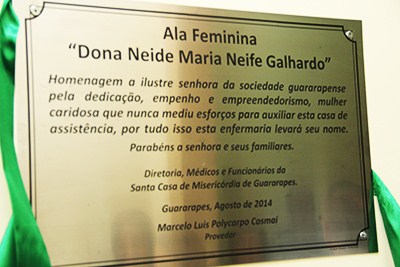 Ala Feminina
“Dona Neide Maria Neife Galhardo”
Homenagem a ilustre senhora da sociedade guararapense
pela dedicação, empenho e empreendedorismo, mulher
caridosa que nunca mediu esforços para auxiliar esta casa de
assistência, por tudo isso esta enfermaria levará seu nome.
Parabéns a senhora e seus familiares.
Diretoria, Médicos e Funcionários da
Santa Casa de Misericórdia de Guararapes.
Guararapes, Agosto de 2014
Marcelo Luis Polycarpo Cosmai
Provedor